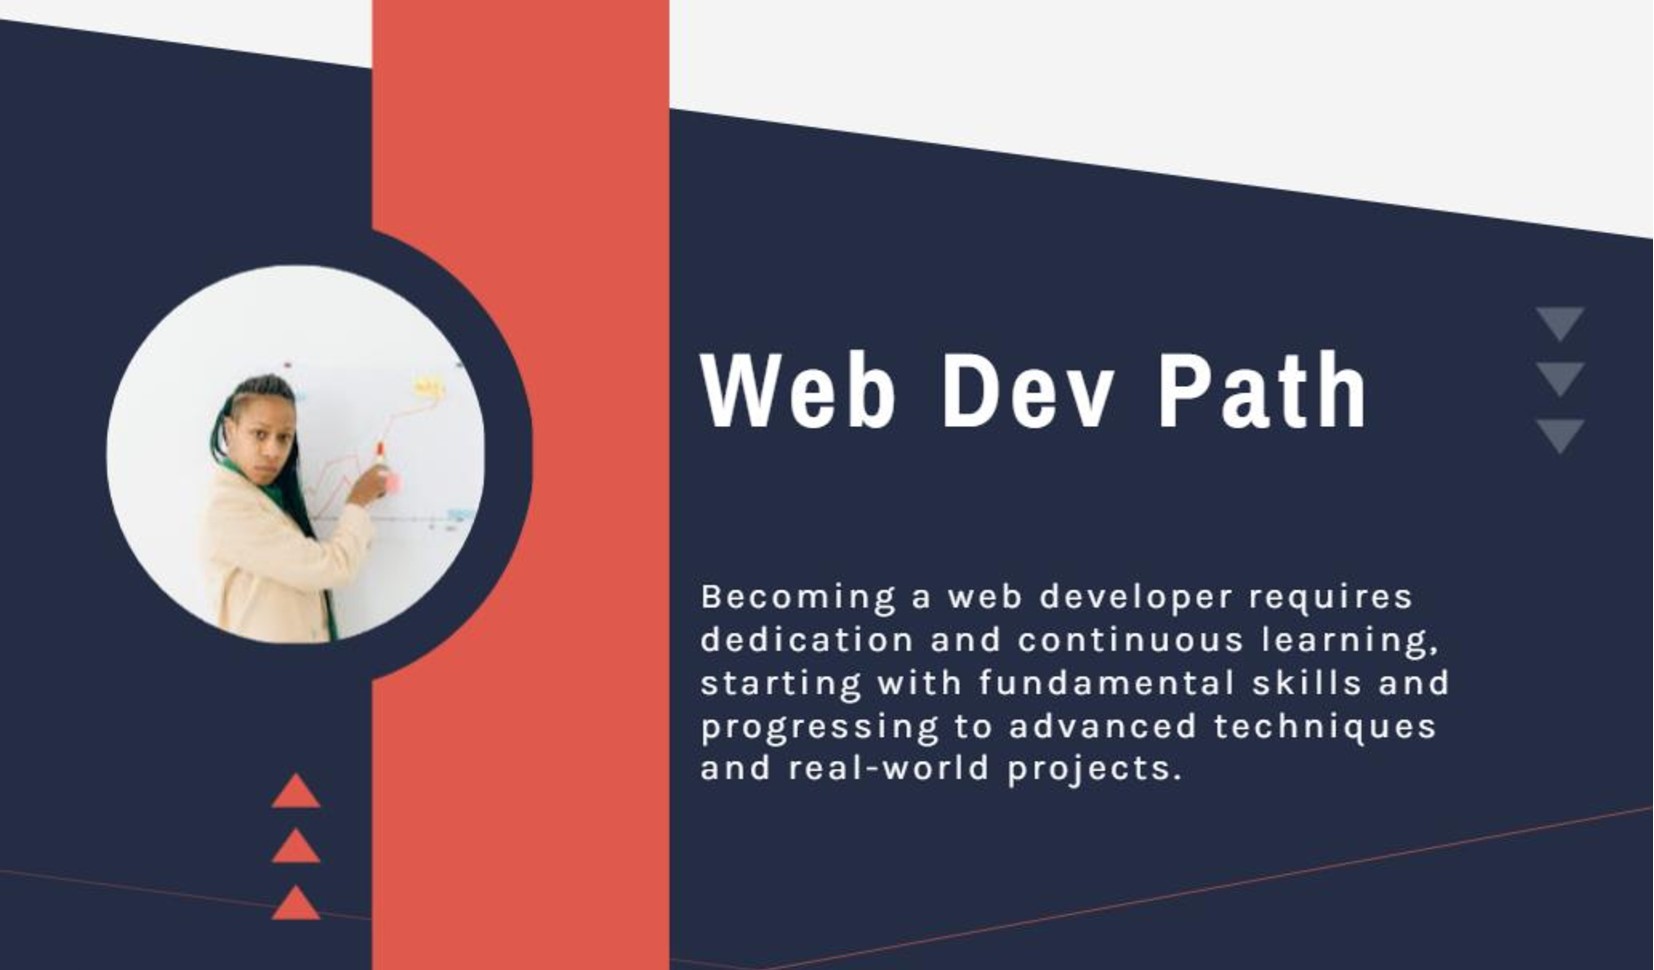 Web Dev Path
Becoming a web developer requires
dedication and continuous learning,
starting with fundamental skills and
progressing to advanced techniques
and real-world projects.